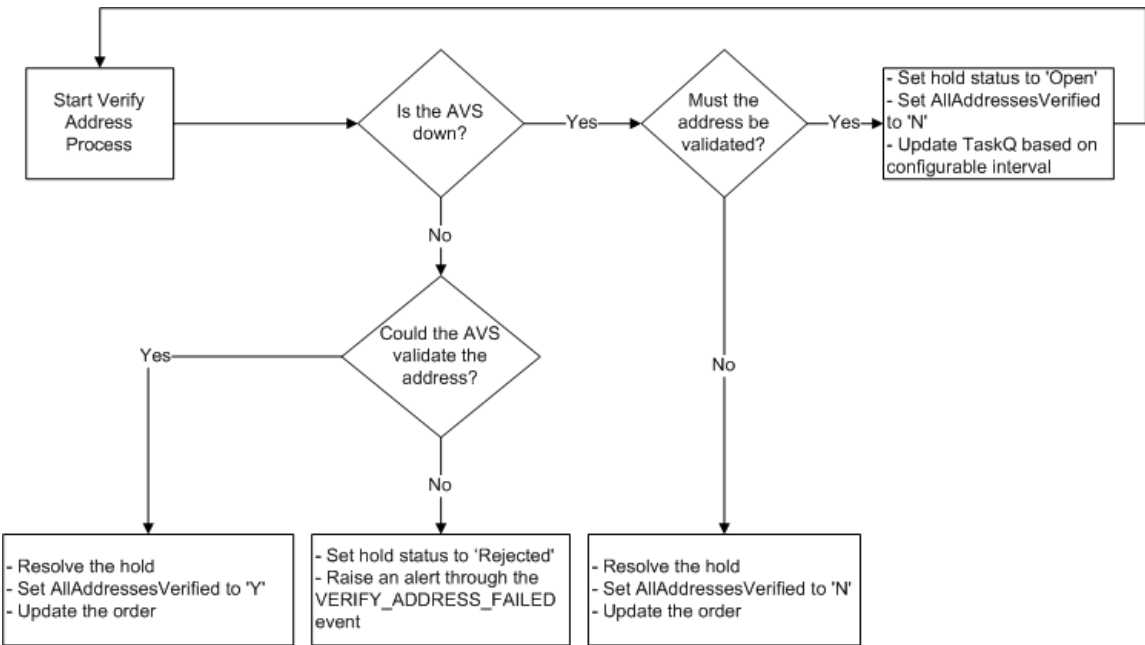 Start Verify
Address
Process
Is the AVS
down?
Yes
Must the
address be
validated?
Yes
- Set hold status to 'Open'
- Set AllAddressesVerified
to 'N'
- Update TaskQ based on
configurable interval
No
Could the AVS
validate the
address?
Yes
No
No
- Resolve the hold
- Set AllAddressesVerified to 'Y'
- Update the order
- Set hold status to ‘Rejected’
- Raise an alert through the
VERIFY_ADDRESS_FAILED
event
- Resolve the hold
- Set AllAddressesVerified to 'N'
- Update the order